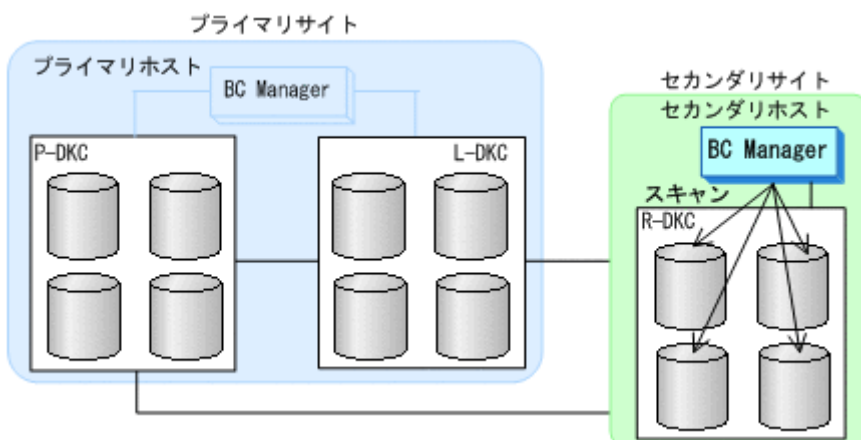 プライマリサイト
プライマリホスト
BC Manager
P-DKC
L-DKC
セカンダリサイト
セカンダリホスト
BC Manager
スキャン
R-DKC